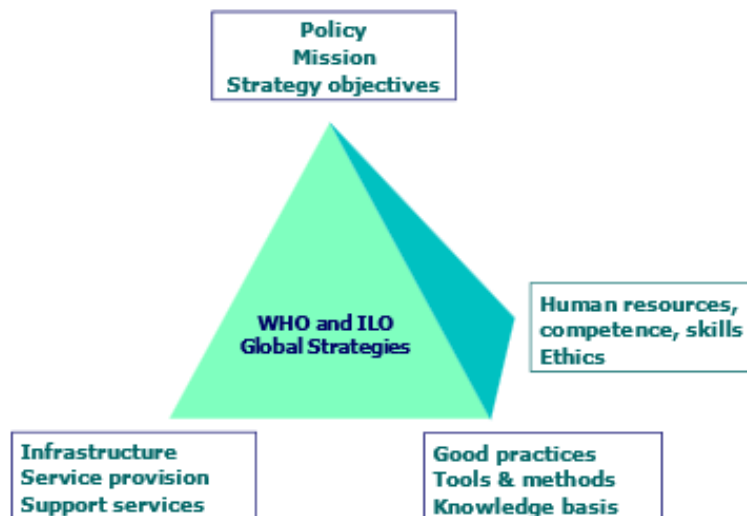 Policy
Mission
Strategy objectives
WHO and ILO
Global Strategies
Human resources,
competence, skills
Ethics
Infrastructure
Service provision
Support services
Good practices
Tools & methods
Knowledge basis